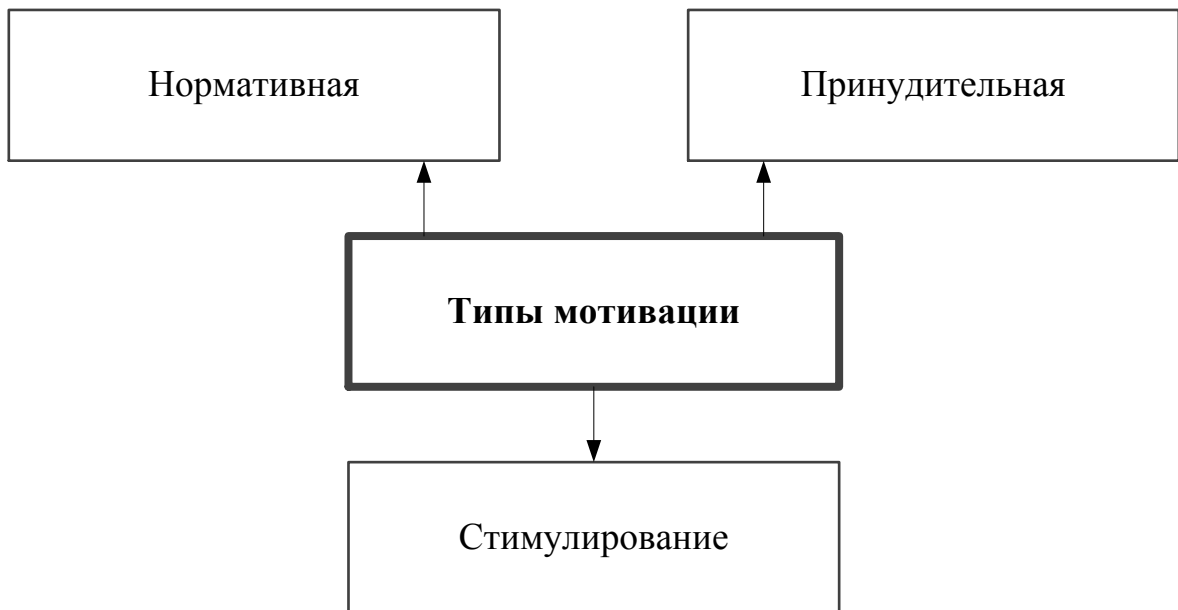 Нормативная
Принудительная
Типы мотивации
Стимулирование